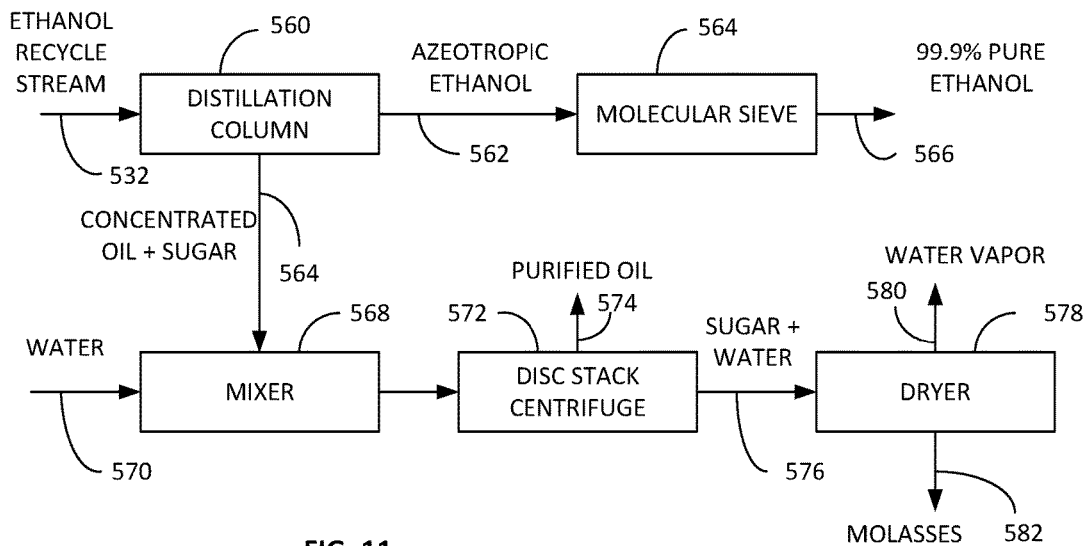 ETHANOL
RECYCLE
STREAM
560
AZEOTROPIC
ETHANOL
564
99.9% PURE
ETHANOL
DISTILLATION
COLUMN
MOLECULAR SIEVE
532
562
566
CONCENTRATED
OIL + SUGAR
564
WATER
568
572
PURIFIED OIL
574
SUGAR +
WATER
WATER VAPOR
580
578
MIXER
DISC STACK
CENTRIFUGE
DRYER
570
576
582
MOLASSES
FIG. 11